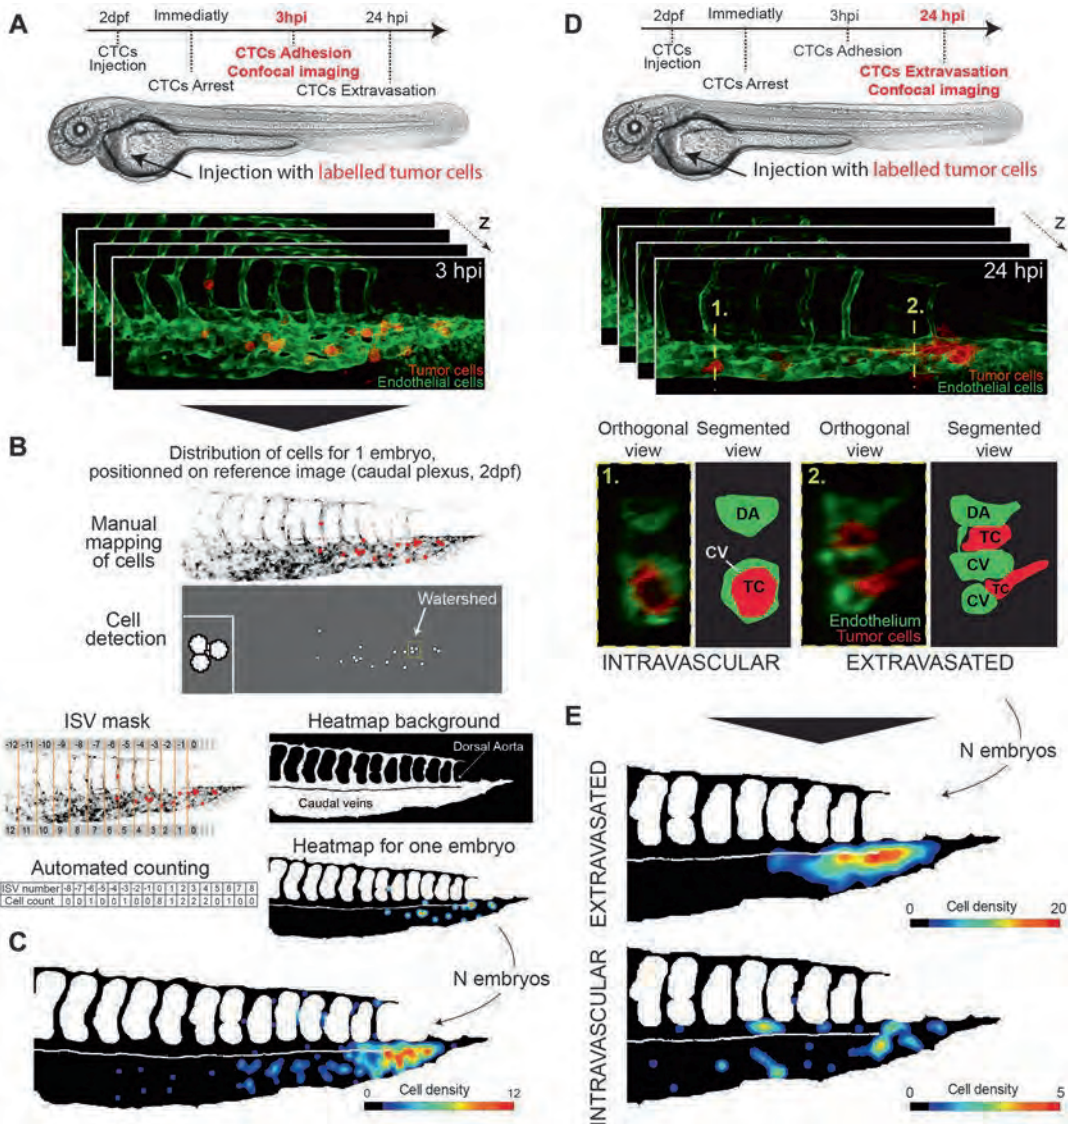 A
2dpf
Immediatly
3hpi
24 hpi
CTCs
Injection
CTCs Adhesion
Confocal imaging
CTCs Arrest
CTCs Extravasation
Injection with labelled tumor cells
Z
3 hpi
Tumor cells
Endothelial cells
B
Distribution of cells for 1 embryo,
positionned on reference image (caudal plexus, 2dpf)
Manual
mapping
of cells
Cell
detection
Watershed
ISV mask
-12 -11 -10 -9 -8 -7 -6 -5 -4 -3 -2 -1 0
12 11 10 9 8 7 6 5 4 3 2 1 0
Automated counting
ISV number -8 -7 -6 -5 -4 -3 -2 -1 0 1 2 3 4 5 6 7 8
Cell count 0 0 1 0 0 1 0 0 8 1 2 2 2 0 1 0 0
Heatmap background
Dorsal Aorta
Caudal veins
Heatmap for one embryo
C
N embryos
Cell density
0
12
D
2dpf
Immediatly
3hpi
24 hpi
CTCs
Injection
CTCs Adhesion
CTCs Arrest
CTCs Extravasation
Confocal imaging
Injection with labelled tumor cells
Z
24 hpi
1.
2.
Tumor cells
Endothelial cells
Orthogonal
view
Segmented
view
Orthogonal
view
Segmented
view
1.
DA
CV
TC
2.
Endothelium
Tumor cells
DA
TC
CV
TC
CV
INTRAVASCULAR
EXTRAVASATED
E
N embryos
EXTRAVASATED
0
Cell density
20
INTRAVASCULAR
0
Cell density
5